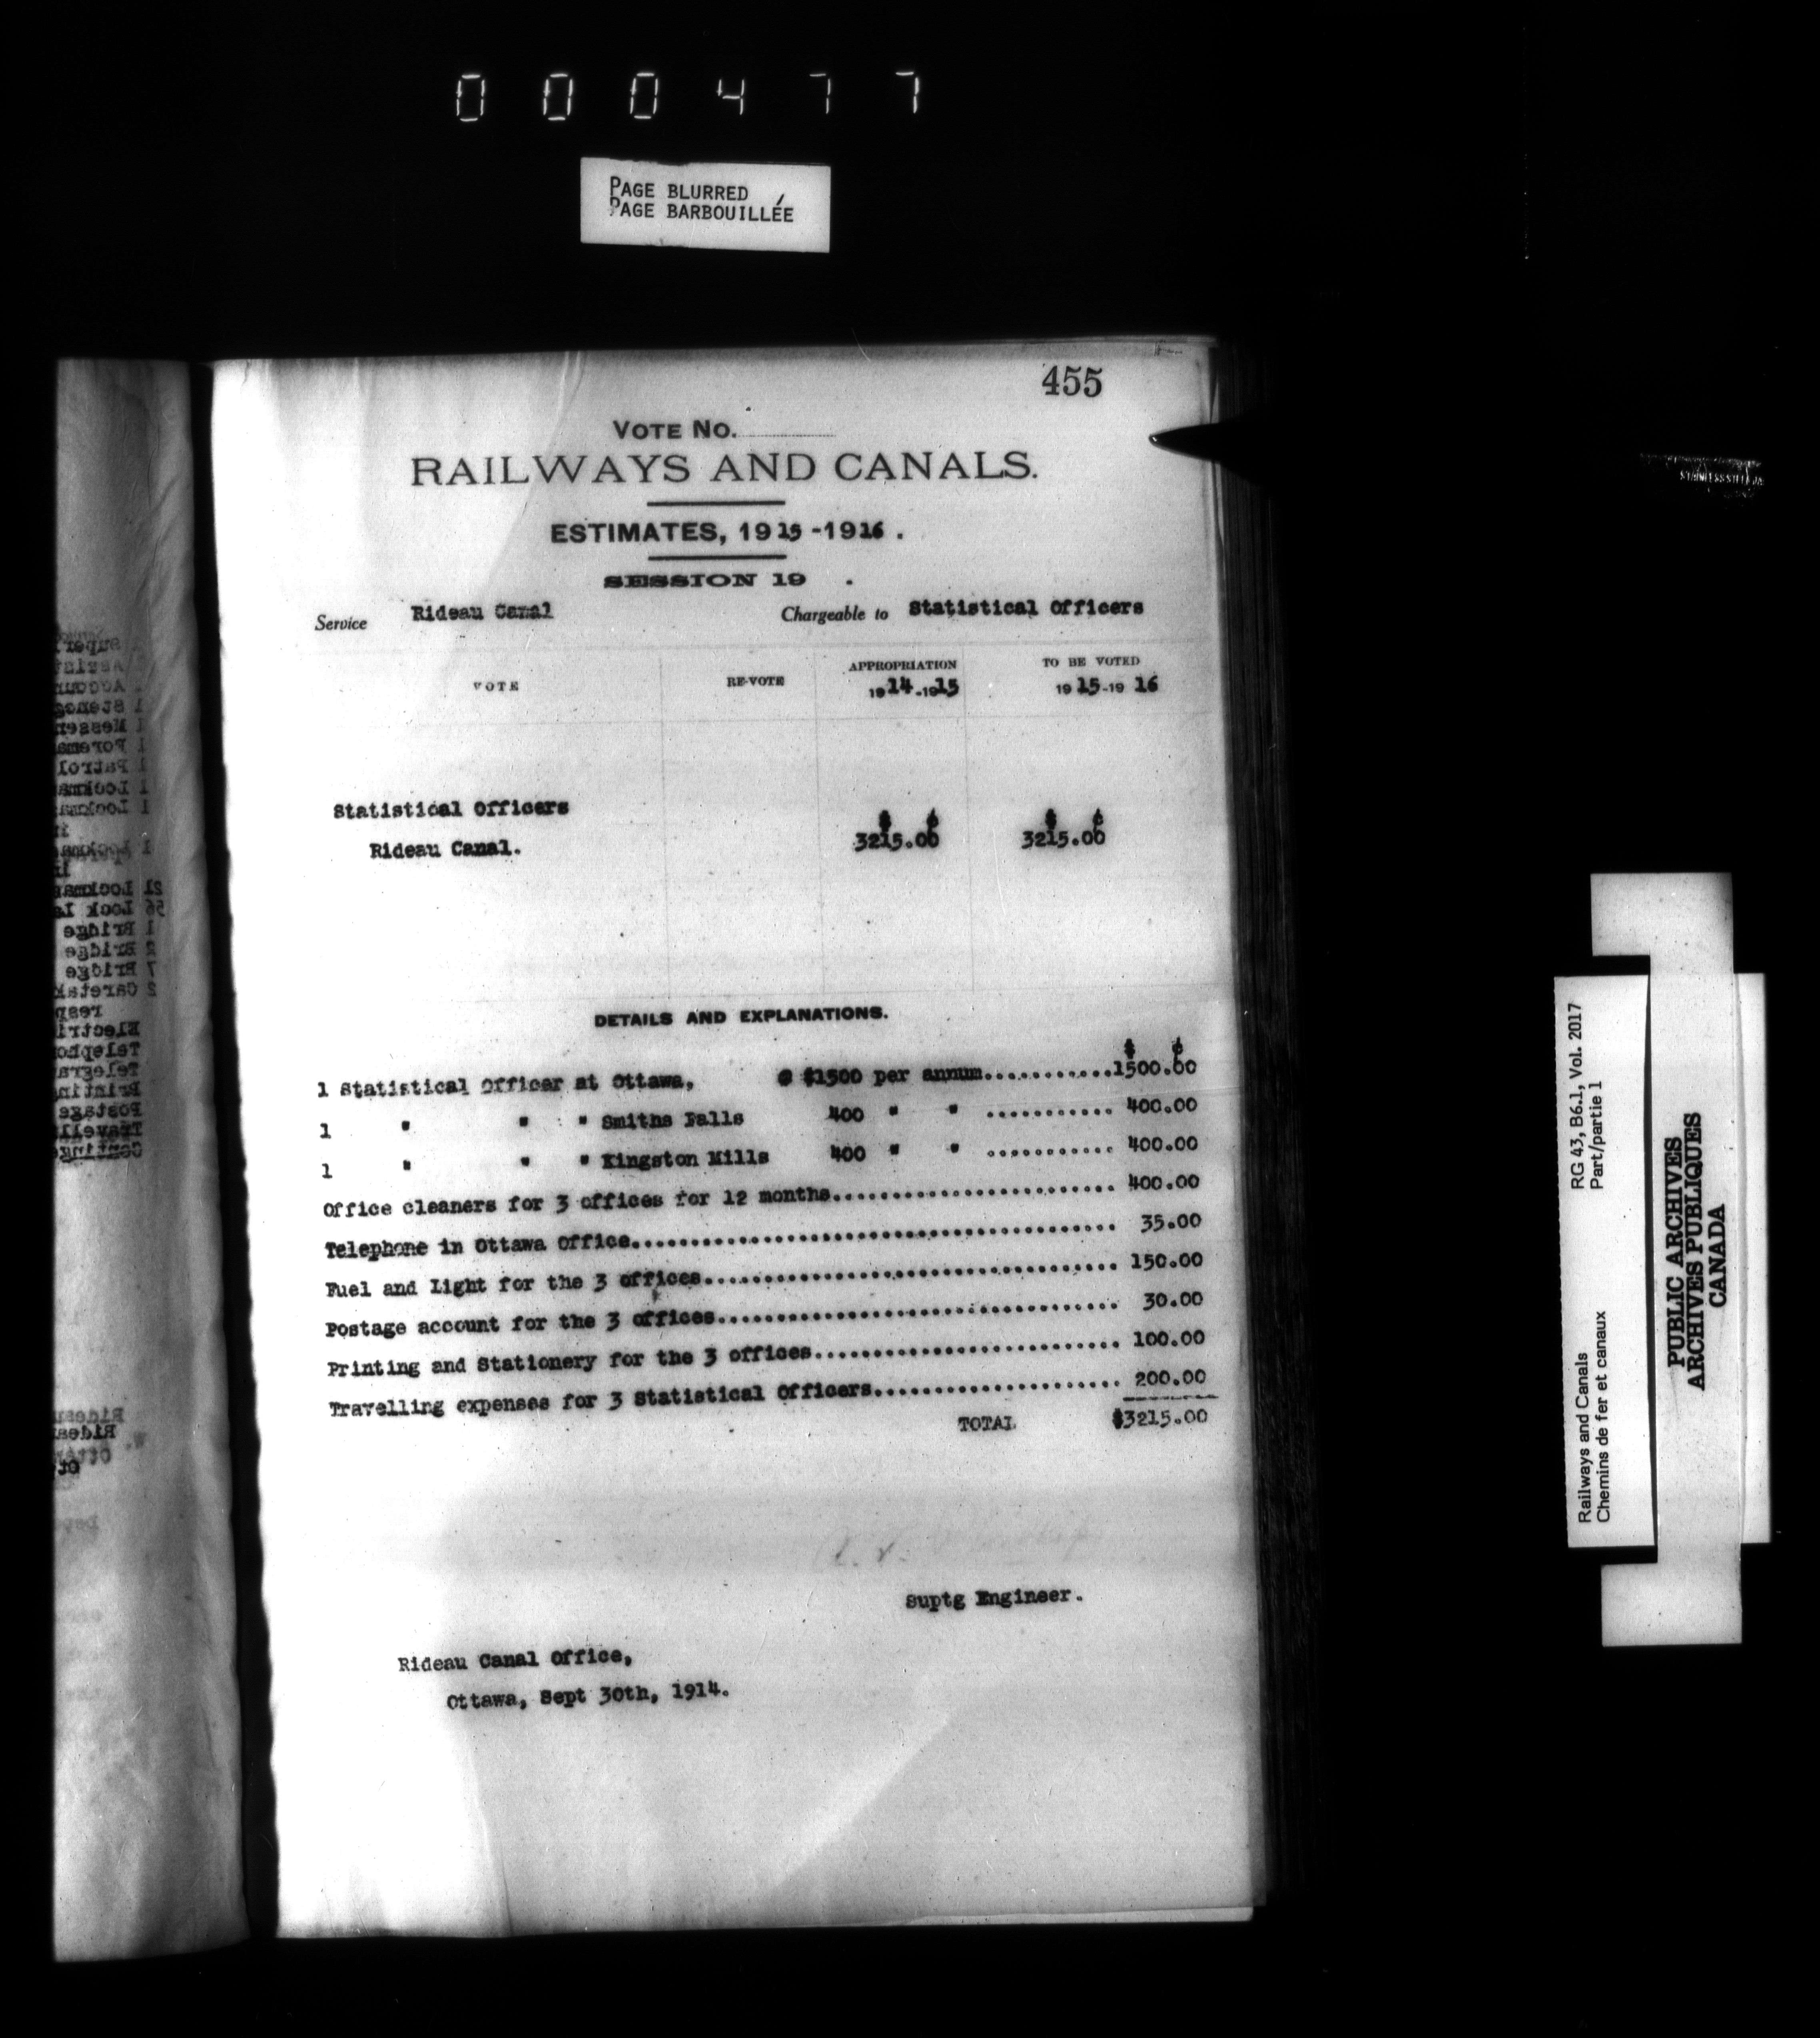 000477
PAGE BLURRED
PAGE BARBOUILLÉE
455
VOTE NO.
RAILWAYS AND CANALS.
ESTIMATES, 1915-1916.
SESSION 19 .
Service Rideau Canal Chargeable to Statistical Officers
VOTE RE-VOTE APPROPRIATION 1914-1915 TO BE VOTED 1915-1916
Statistical Officers $ ¢ $ ¢
Rideau Canal. 3215.00 3215.00
DETAILS AND EXPLANATIONS.
$ ¢
1 Statistical Officer at Ottawa, @ $1500 per annum...........1500.00
1 " " " Smiths Falls 400 " " ........... 400.00
1 " " " Kingston Mills 400 " " ........... 400.00
Office cleaners for 3 offices for 12 months........................ 400.00
Telephone in Ottawa Office......................................... 35.00
Fuel and Light for the 3 offices................................... 150.00
Postage account for the 3 offices.................................. 30.00
Printing and Stationery for the 3 offices.......................... 100.00
Travelling expenses for 3 Statistical Officers..................... 200.00
TOTAL $3215.00
Suptg Engineer.
Rideau Canal Office,
Ottawa, Sept 30th, 1914.
Railways and Canals RG 43, B6.1, Vol. 2017
Chemins de fer et canaux Part/partie 1
PUBLIC ARCHIVES
ARCHIVES PUBLIQUES
CANADA